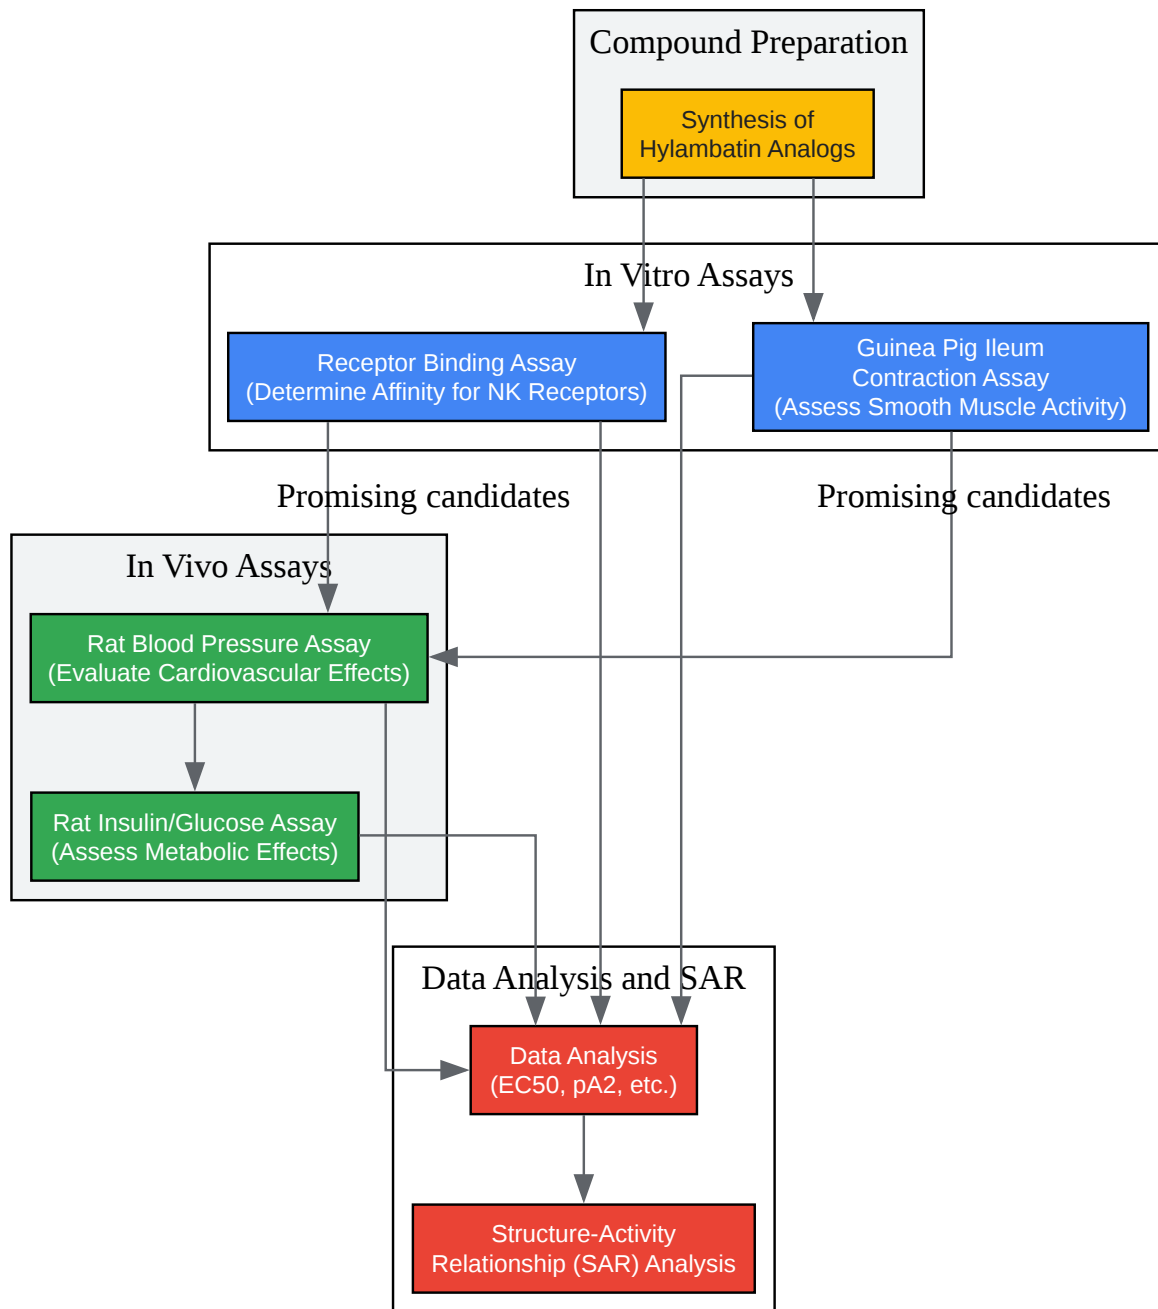 Compound Preparation
Synthesis of
Hylambatin Analogs
In Vitro Assays
Receptor Binding Assay
(Determine Affinity for NK Receptors)
Guinea Pig Ileum
Contraction Assay
(Assess Smooth Muscle Activity)
Promising candidates
Promising candidates
In Vivo Assays
Rat Blood Pressure Assay
(Evaluate Cardiovascular Effects)
Rat Insulin/Glucose Assay
(Assess Metabolic Effects)
Data Analysis and SAR
Data Analysis
(EC50, pA2, etc.)
Structure-Activity
Relationship (SAR) Analysis